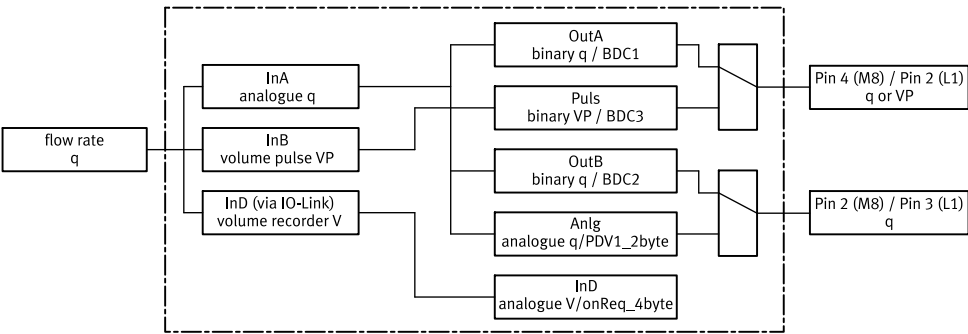 flow rate
q
InA
analogue q
InB
volume pulse VP
InD (via IO-Link)
volume recorder V
OutA
binary q / BDC1
Puls
binary VP / BDC3
OutB
binary q / BDC2
Anlg
analogue q/PDV1_2byte
InD
analogue V/onReq_4byte
Pin 4 (M8) / Pin 2 (L1)
q or VP
Pin 2 (M8) / Pin 3 (L1)
q